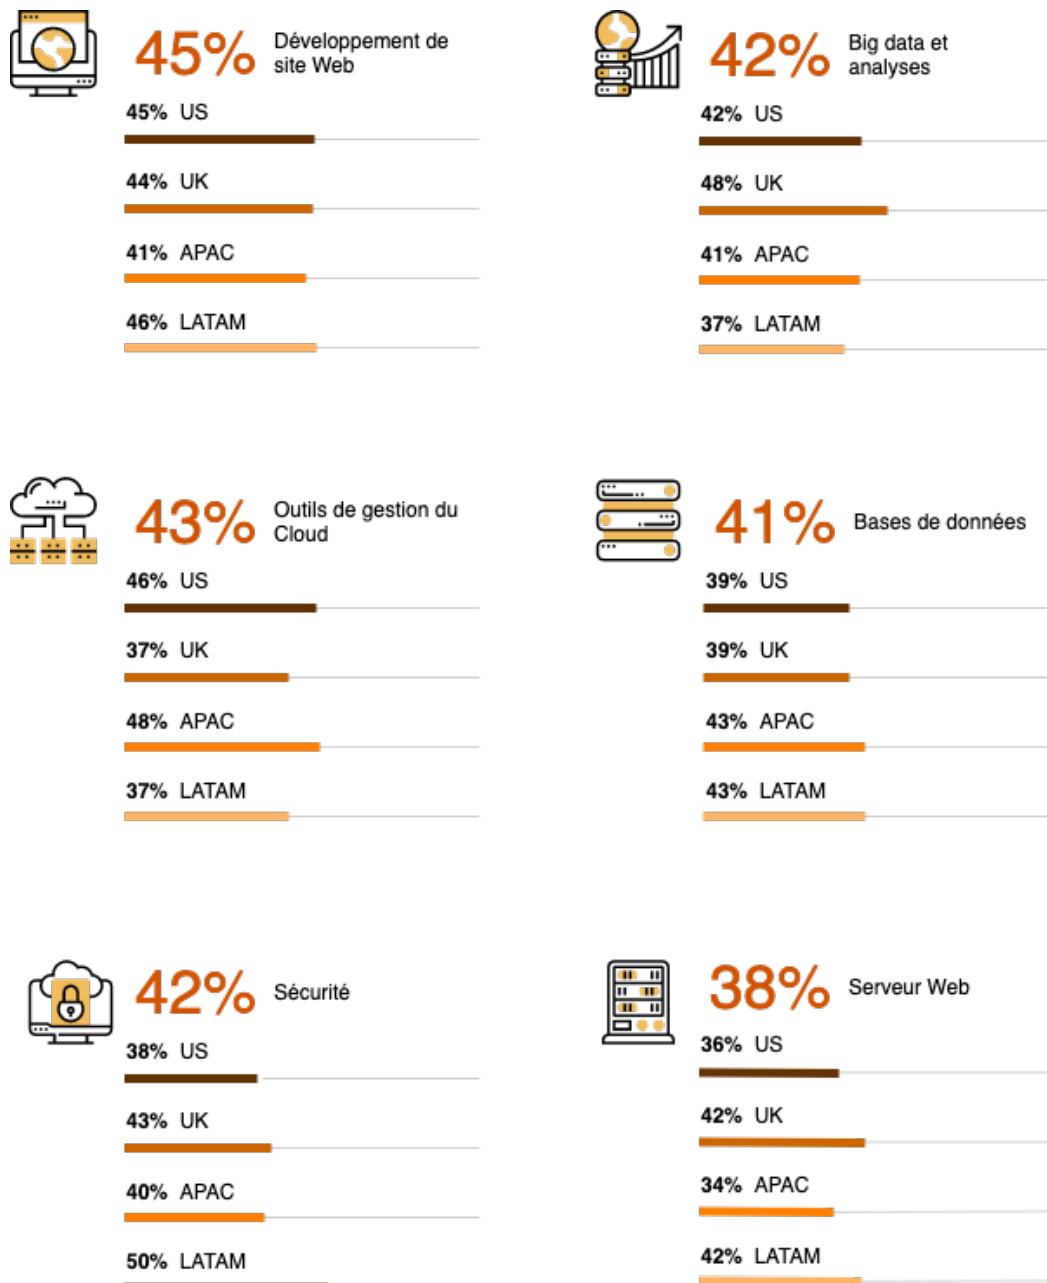 45% Développement de
site Web
45% US
44% UK
41% APAC
46% LATAM
42% Big data et
analyses
42% US
48% UK
41% APAC
37% LATAM
43% Outils de gestion du
Cloud
46% US
37% UK
48% APAC
37% LATAM
41% Bases de données
39% US
39% UK
43% APAC
43% LATAM
42% Sécurité
38% US
43% UK
40% APAC
50% LATAM
38% Serveur Web
36% US
42% UK
34% APAC
42% LATAM